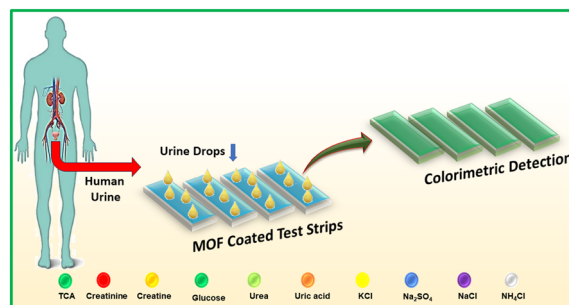 Urine Drops
Human
Urine
MOF Coated Test Strips
Colorimetric Detection
TCA
Creatinine
Creatine
Glucose
Urea
Uric acid
KCl
Na₂SO₄
NaCl
NH₄Cl